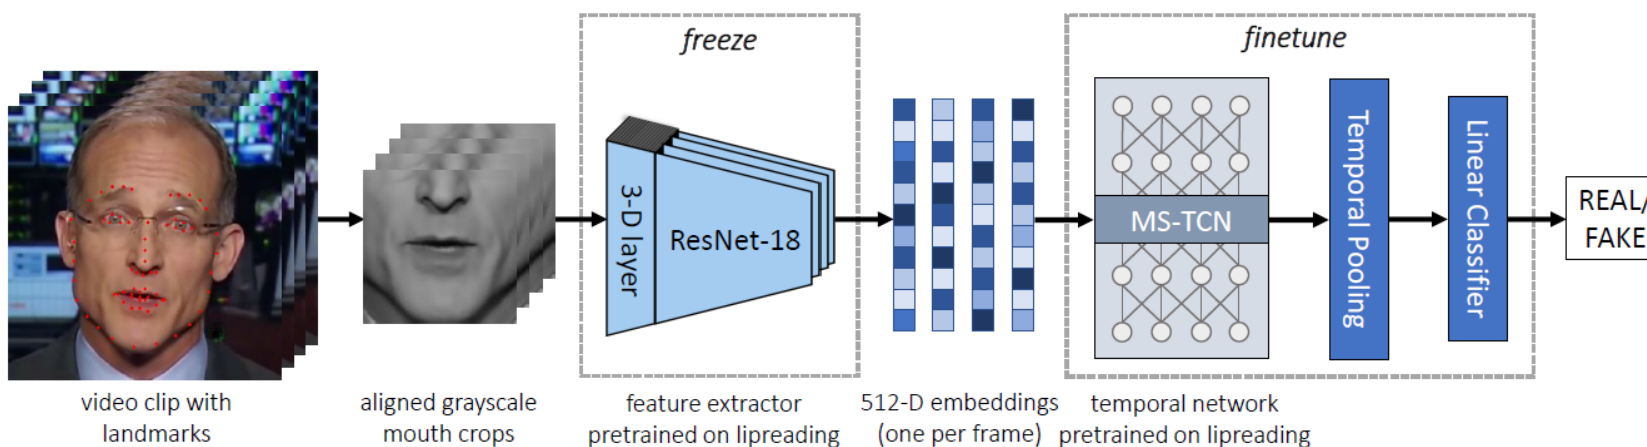 freeze
finetune
3-D layer
ResNet-18
MS-TCN
Temporal Pooling
Linear Classifier
REAL/
FAKE
video clip with
landmarks
aligned grayscale
mouth crops
feature extractor
pretrained on lipreading
512-D embeddings
(one per frame)
temporal network
pretrained on lipreading